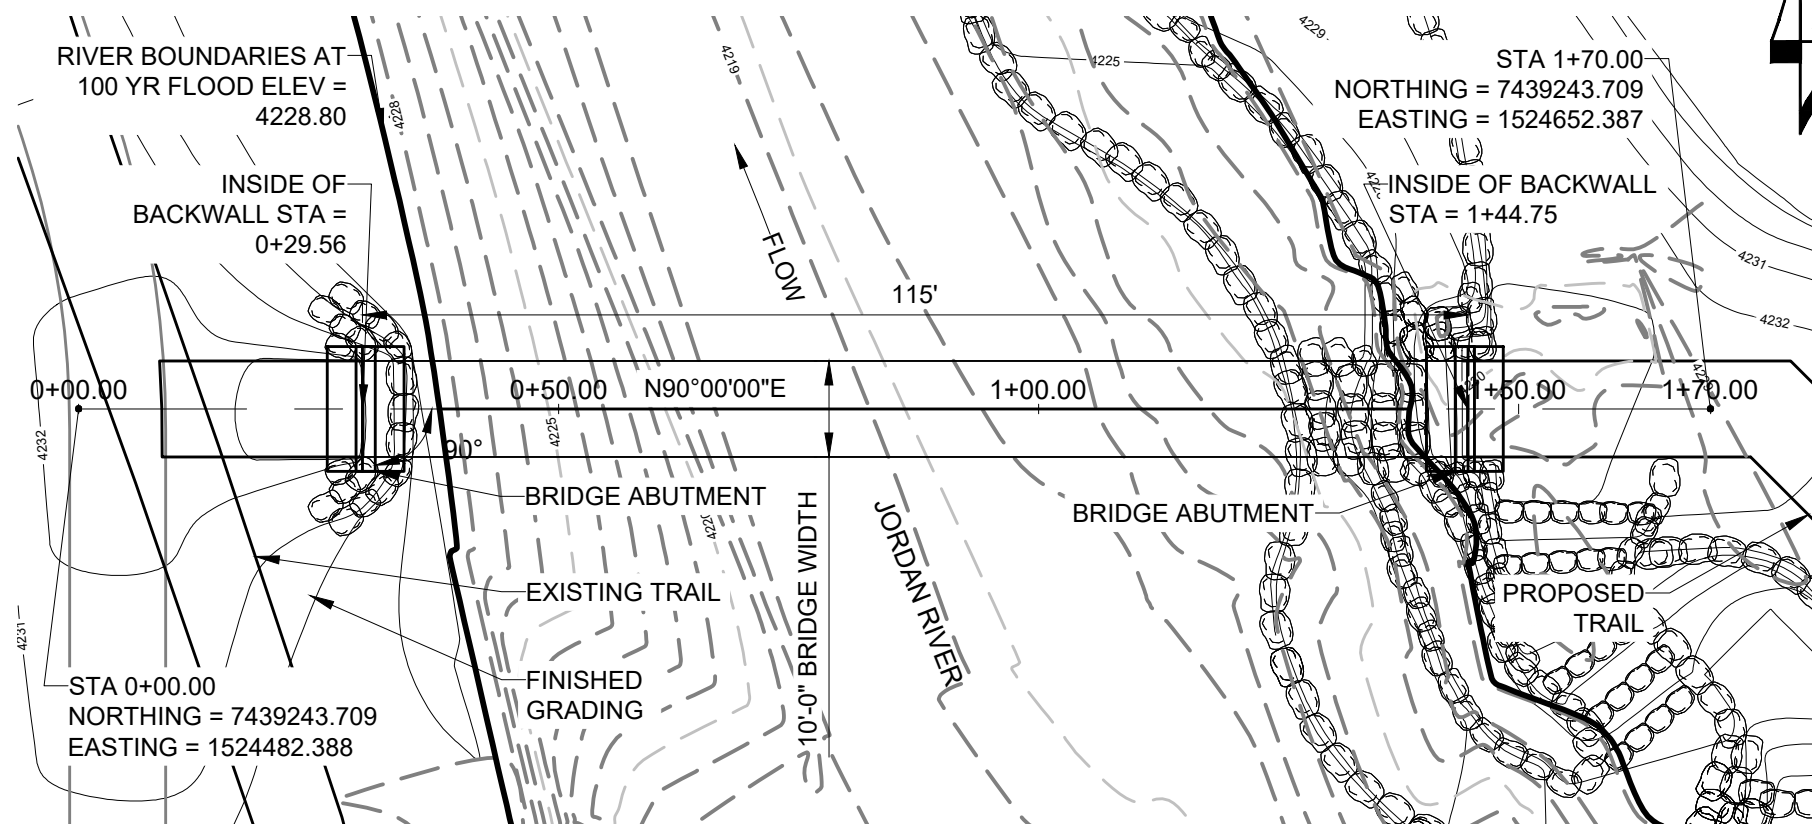 RIVER BOUNDARIES AT
100 YR FLOOD ELEV =
4228.80
4228
4219
4225
4229
STA 1+70.00
NORTHING = 7439243.709
EASTING = 1524652.387
INSIDE OF
BACKWALL STA =
0+29.56
FLOW
INSIDE OF BACKWALL
STA = 1+44.75
4231
4232
115'
0+00.00
0+50.00
N90°00'00"E
1+00.00
1+50.00
1+70.00
4232
4225
90°
BRIDGE ABUTMENT
10'-0" BRIDGE WIDTH
JORDAN RIVER
BRIDGE ABUTMENT
EXISTING TRAIL
PROPOSED
TRAIL
4231
STA 0+00.00
NORTHING = 7439243.709
EASTING = 1524482.388
FINISHED
GRADING